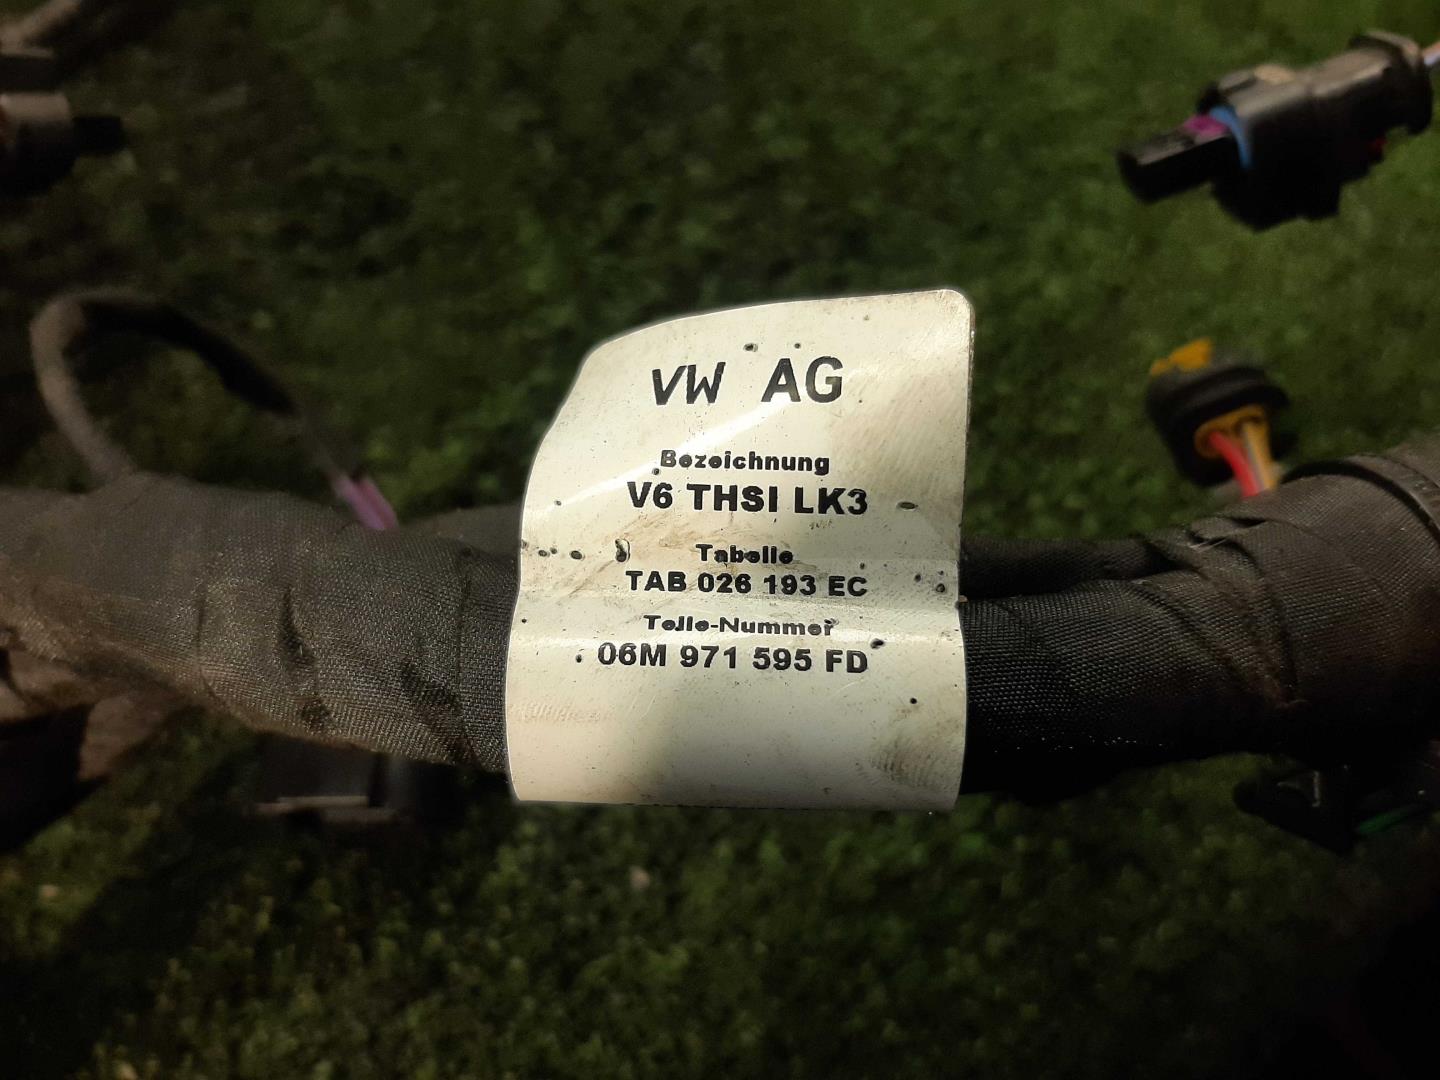 VW AG
Bezeichnung
V6 THSI LK3
Tabelle
TAB 026 193 EC
Teile-Nummer
06M 971 595 FD